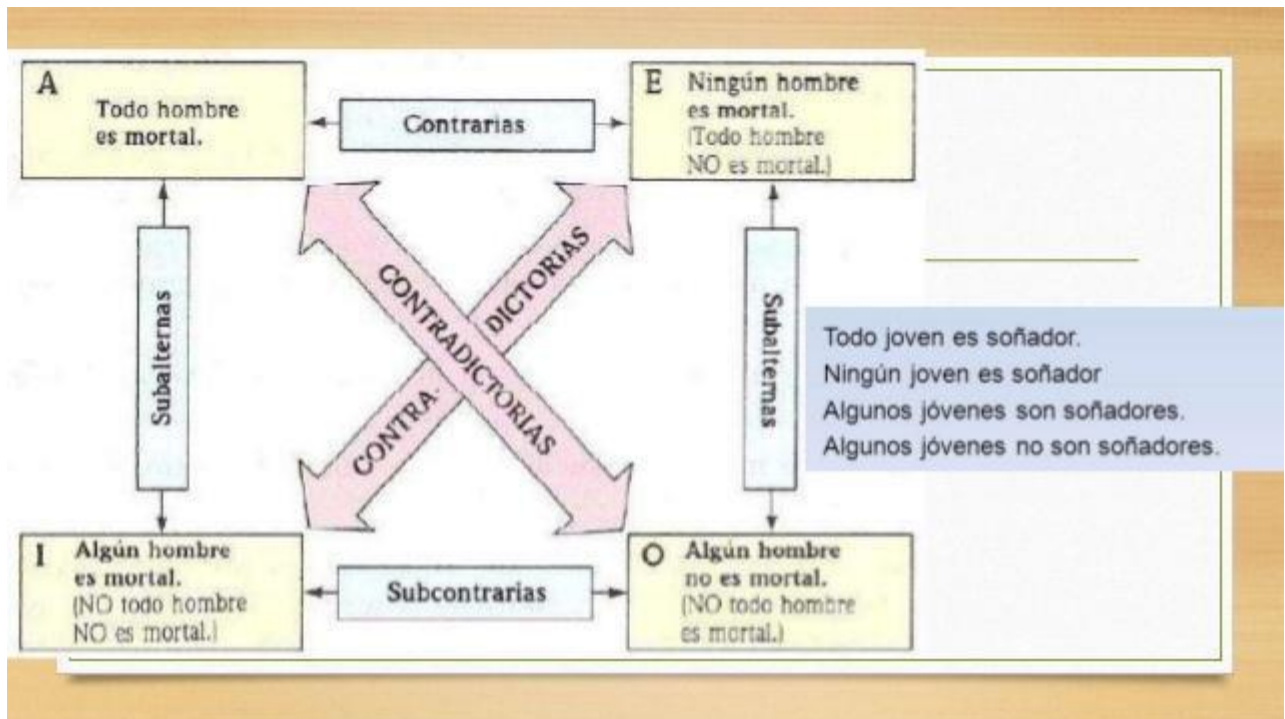 A
Todo hombre
es mortal.
Contrarias
E Ningún hombre
es mortal.
(Todo hombre
NO es mortal.)
Subalternas
CONTRADICTORIAS
CONTRA-
DICTORIAS
Subalternas
Todo joven es soñador.
Ningún joven es soñador
Algunos jóvenes son soñadores.
Algunos jóvenes no son soñadores.
I Algún hombre
es mortal.
(NO todo hombre
NO es mortal.)
Subcontrarias
O Algún hombre
no es mortal.
(NO todo hombre
es mortal.)